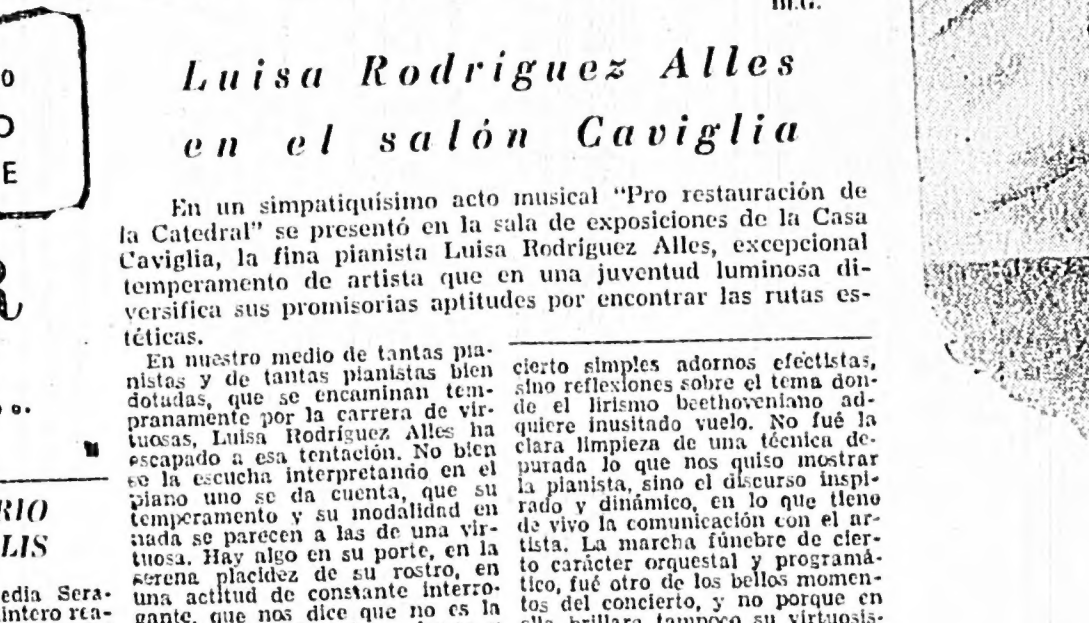 Luisa Rodriguez Alles
en el salón Caviglia
En un simpatiquísimo acto musical "Pro restauración de
la Catedral" se presentó en la sala de exposiciones de la Casa
Caviglia, la fina pianista Luisa Rodríguez Alles, excepcional
temperamento de artista que en una juventud luminosa di-
versifica sus promisorias aptitudes por encontrar las rutas es-
téticas.
En nuestro medio de tantas pia-
nistas y de tantas pianistas bien
dotadas, que se encaminan tem-
pranamente por la carrera de vir-
tuosas, Luisa Rodríguez Alles ha
escapado a esa tentación. No bien
se la escucha interpretando en el
piano uno se da cuenta, que su
temperamento y su modalidad en
nada se parecen a las de una vir-
tuosa. Hay algo en su porte, en la
serena placidez de su rostro, en
una actitud de constante interro-
gante, que nos dice que no es la
cierto simples adornos efectistas,
sino reflexiones sobre el tema don-
de el lirismo beethoveniano ad-
quiere inusitado vuelo. No fué la
clara limpieza de una técnica de-
purada lo que nos quiso mostrar
la pianista, sino el discurso inspi-
rado y dinámico, en lo que tiene
de vivo la comunicación con el ar-
tista. La marcha fúnebre de cier-
to carácter orquestal y programá-
tico, fué otro de los bellos momen-
tos del concierto, y no porque en
ella brillara tampoco su virtuosis-
O
O
E
RIO
LIS
edia Sera-
intero rea-